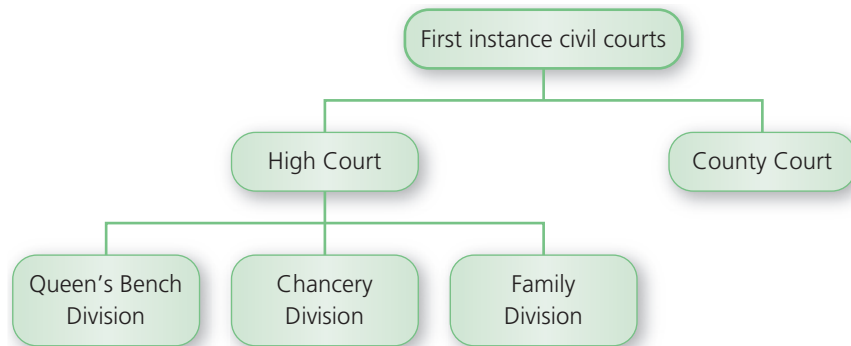 First instance civil courts
High Court
County Court
Queen's Bench
Division
Chancery
Division
Family
Division